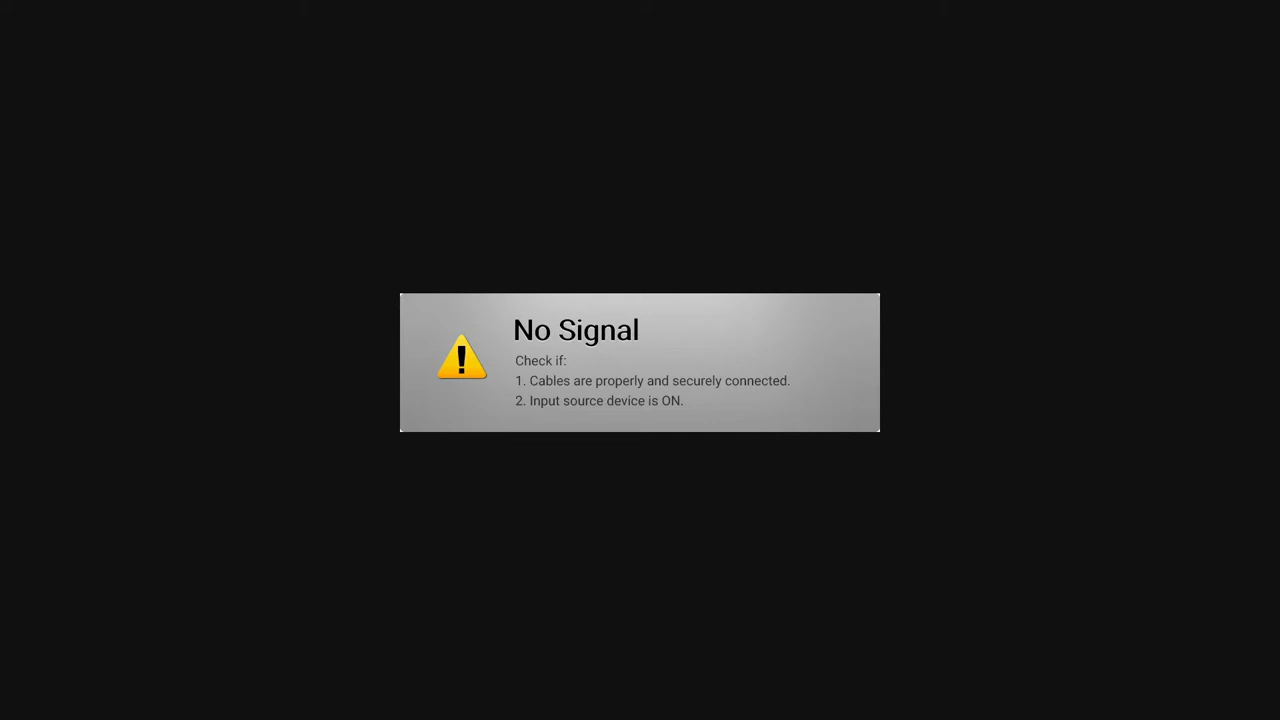 No Signal
Check if:
1. Cables are properly and securely connected.
2. Input source device is ON.